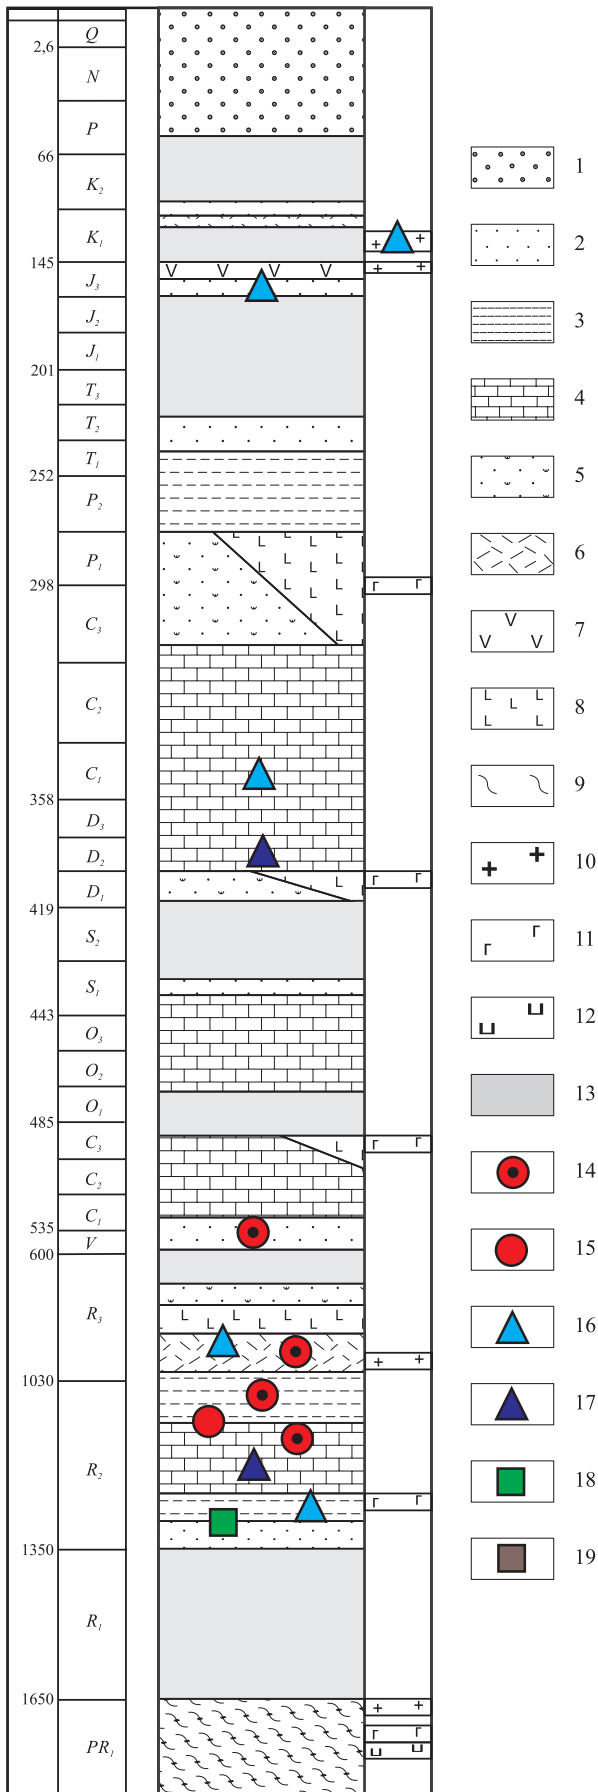 Q
2,6
N
P
66
K₂
K₁
145
J₃
J₂
J₁
201
T₃
T₂
T₁
252
P₂
P₁
298
C₃
C₂
C₁
358
D₃
D₂
D₁
419
S₂
S₁
443
O₃
O₂
O₁
485
C₃
C₂
C₁
535
V
600
R₃
1030
R₂
1350
R₁
1650
PR₁
1
2
3
4
5
6
7
8
9
10
11
12
13
14
15
16
17
18
19